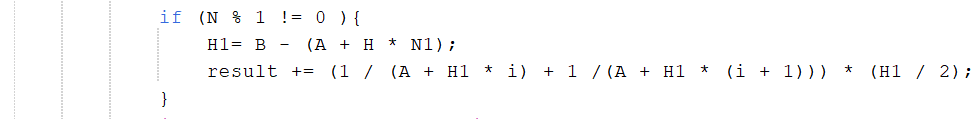 if (N % 1 != 0 ){
H1= B - (A + H * N1);
result += (1 / (A + H1 * i) + 1 /(A + H1 * (i + 1))) * (H1 / 2);
}